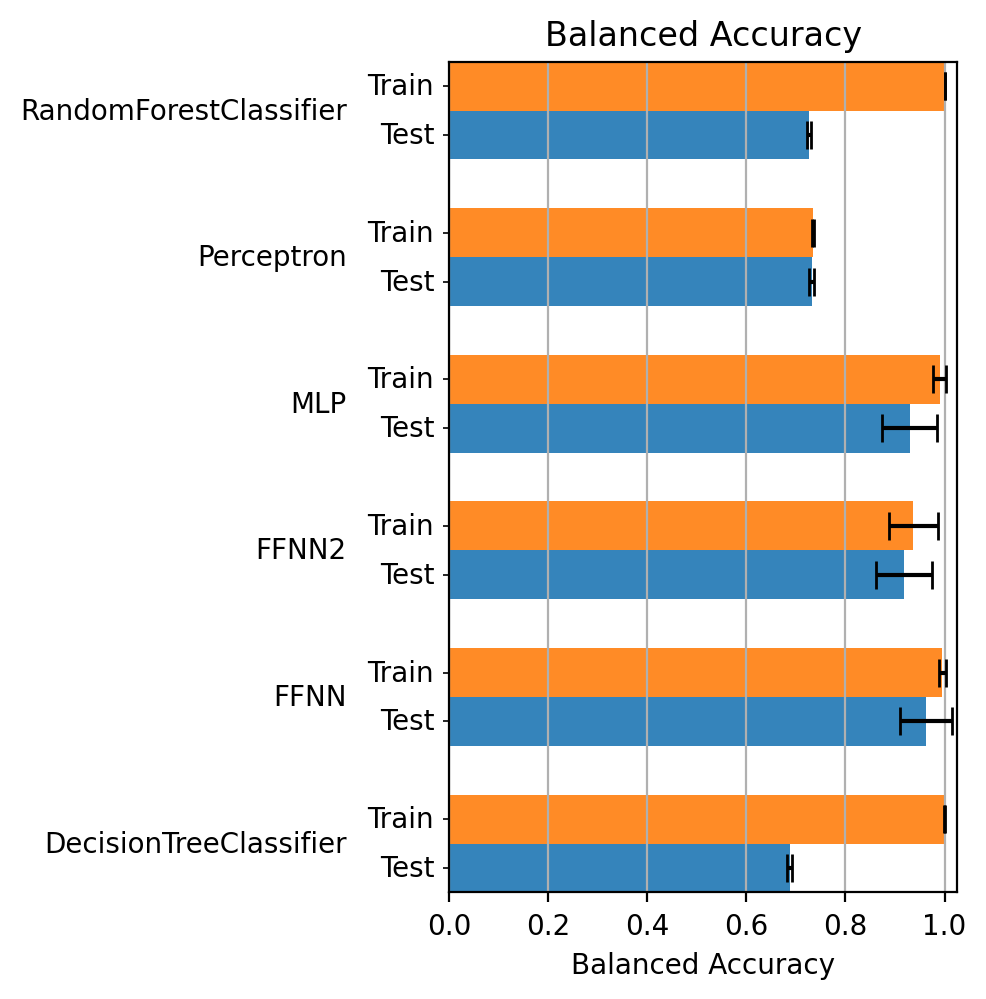 Balanced Accuracy
RandomForestClassifier
Train
Test
Perceptron
Train
Test
MLP
Train
Test
FFNN2
Train
Test
FFNN
Train
Test
DecisionTreeClassifier
Train
Test
0.0 0.2 0.4 0.6 0.8 1.0
Balanced Accuracy